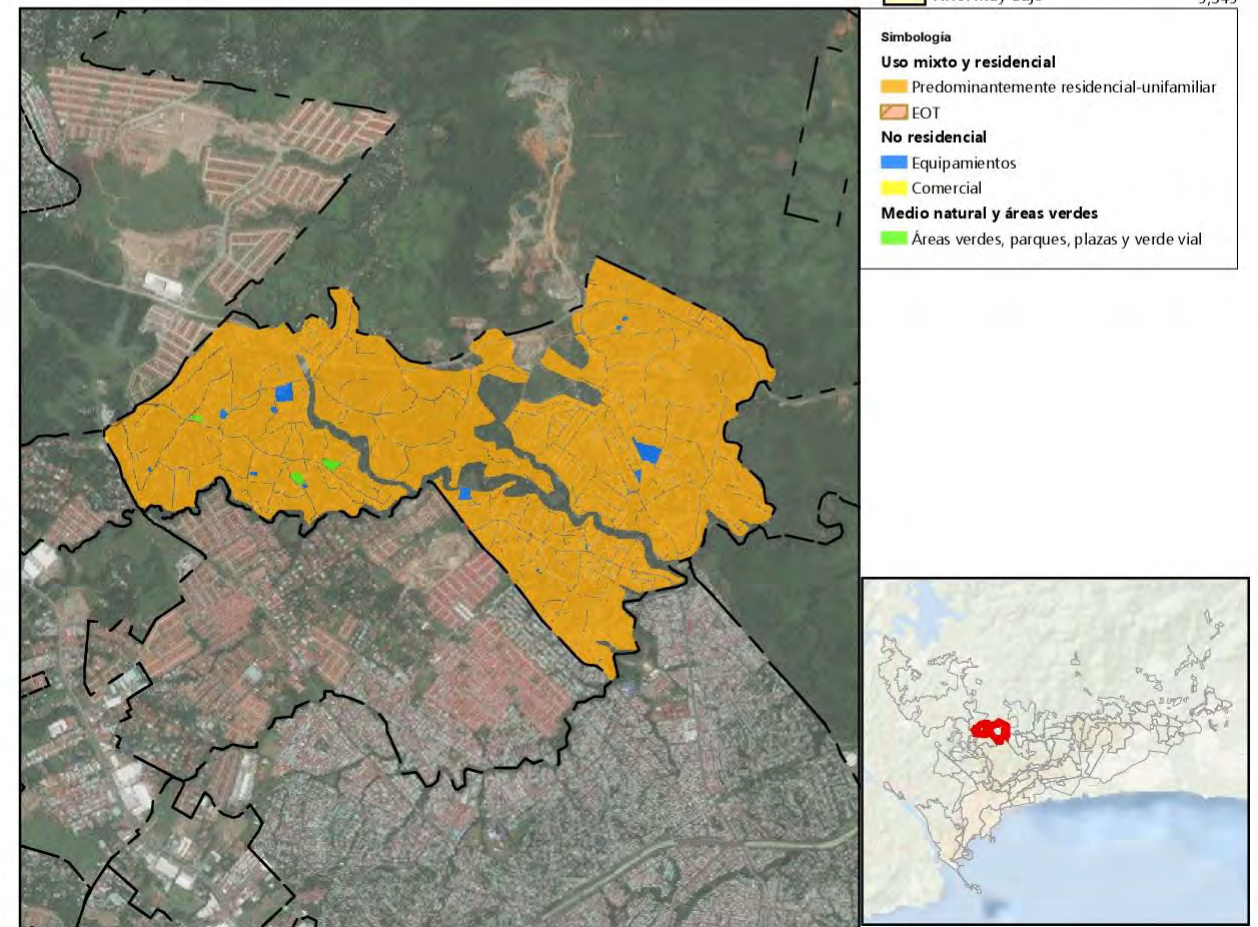 Simbología
Uso mixto y residencial
Predominantemente residencial-unifamiliar
EOT
No residencial
Equipamientos
Comercial
Medio natural y áreas verdes
Áreas verdes, parques, plazas y verde vial